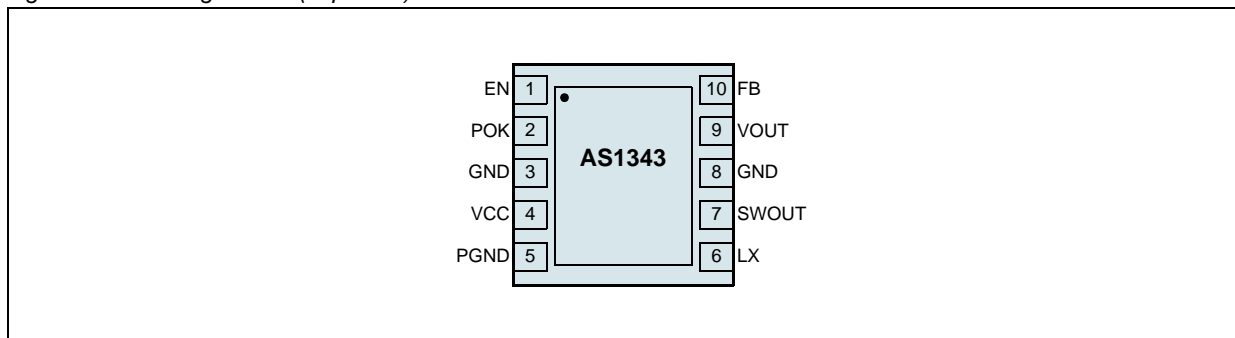 EN 1 10 FB
POK 2 9 VOUT
AS1343
GND 3 8 GND
VCC 4 7 SWOUT
PGND 5 6 LX